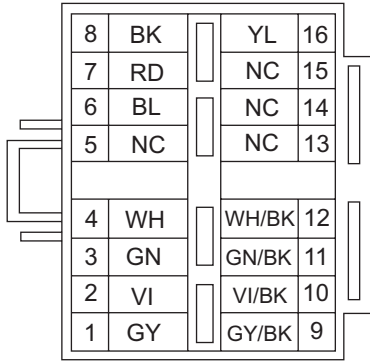 8 BK YL 16
7 RD NC 15
6 BL NC 14
5 NC NC 13
4 WH WH/BK 12
3 GN GN/BK 11
2 VI VI/BK 10
1 GY GY/BK 9